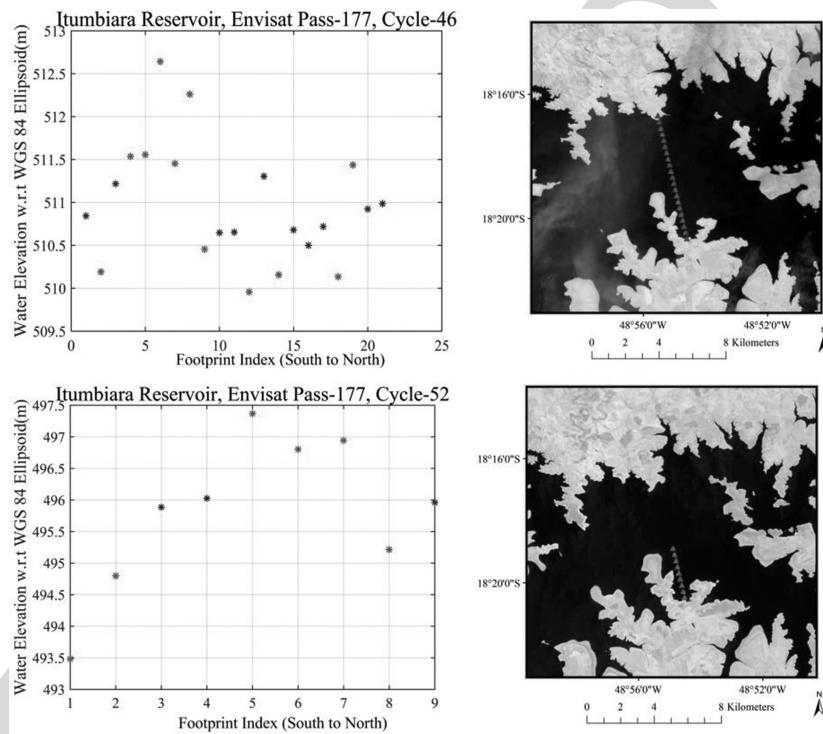 Itumbiara Reservoir, Envisat Pass-177, Cycle-46
Water Elevation w.r.t WGS 84 Ellipsoid(m)
513
512.5
512
511.5
511
510.5
510
509.5
0 5 10 15 20 25
Footprint Index (South to North)
18°16'0"S
18°20'0"S
48°56'0"W 48°52'0"W
0 2 4 8 Kilometers
Itumbiara Reservoir, Envisat Pass-177, Cycle-52
Water Elevation w.r.t WGS 84 Ellipsoid(m)
497.5
497
496.5
496
495.5
495
494.5
494
493.5
493
1 2 3 4 5 6 7 8 9
Footprint Index (South to North)
18°16'0"S
18°20'0"S
48°56'0"W 48°52'0"W
0 2 4 8 Kilometers
N